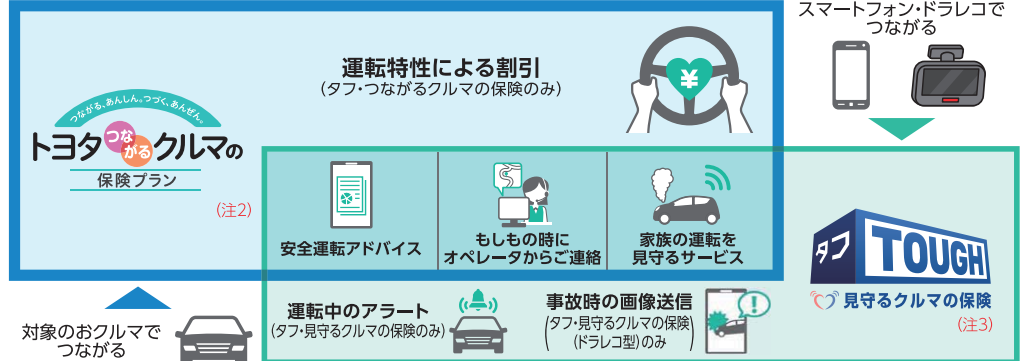 スマートフォン・ドラレコで
つながる
運転特性による割引
(タフ・つながるクルマの保険のみ)
¥
つながる、あんしん。つづく、あんぜん。
トヨタつながるクルマの
保険プラン
(注2)
安全運転アドバイス
もしもの時に
オペレータからご連絡
家族の運転を
見守るサービス
タフ TOUGH
見守るクルマの保険
(注3)
対象のおクルマで
つながる
運転中のアラート
(タフ・見守るクルマの保険のみ)
事故時の画像送信
(タフ・見守るクルマの保険
(ドラレコ型)のみ)